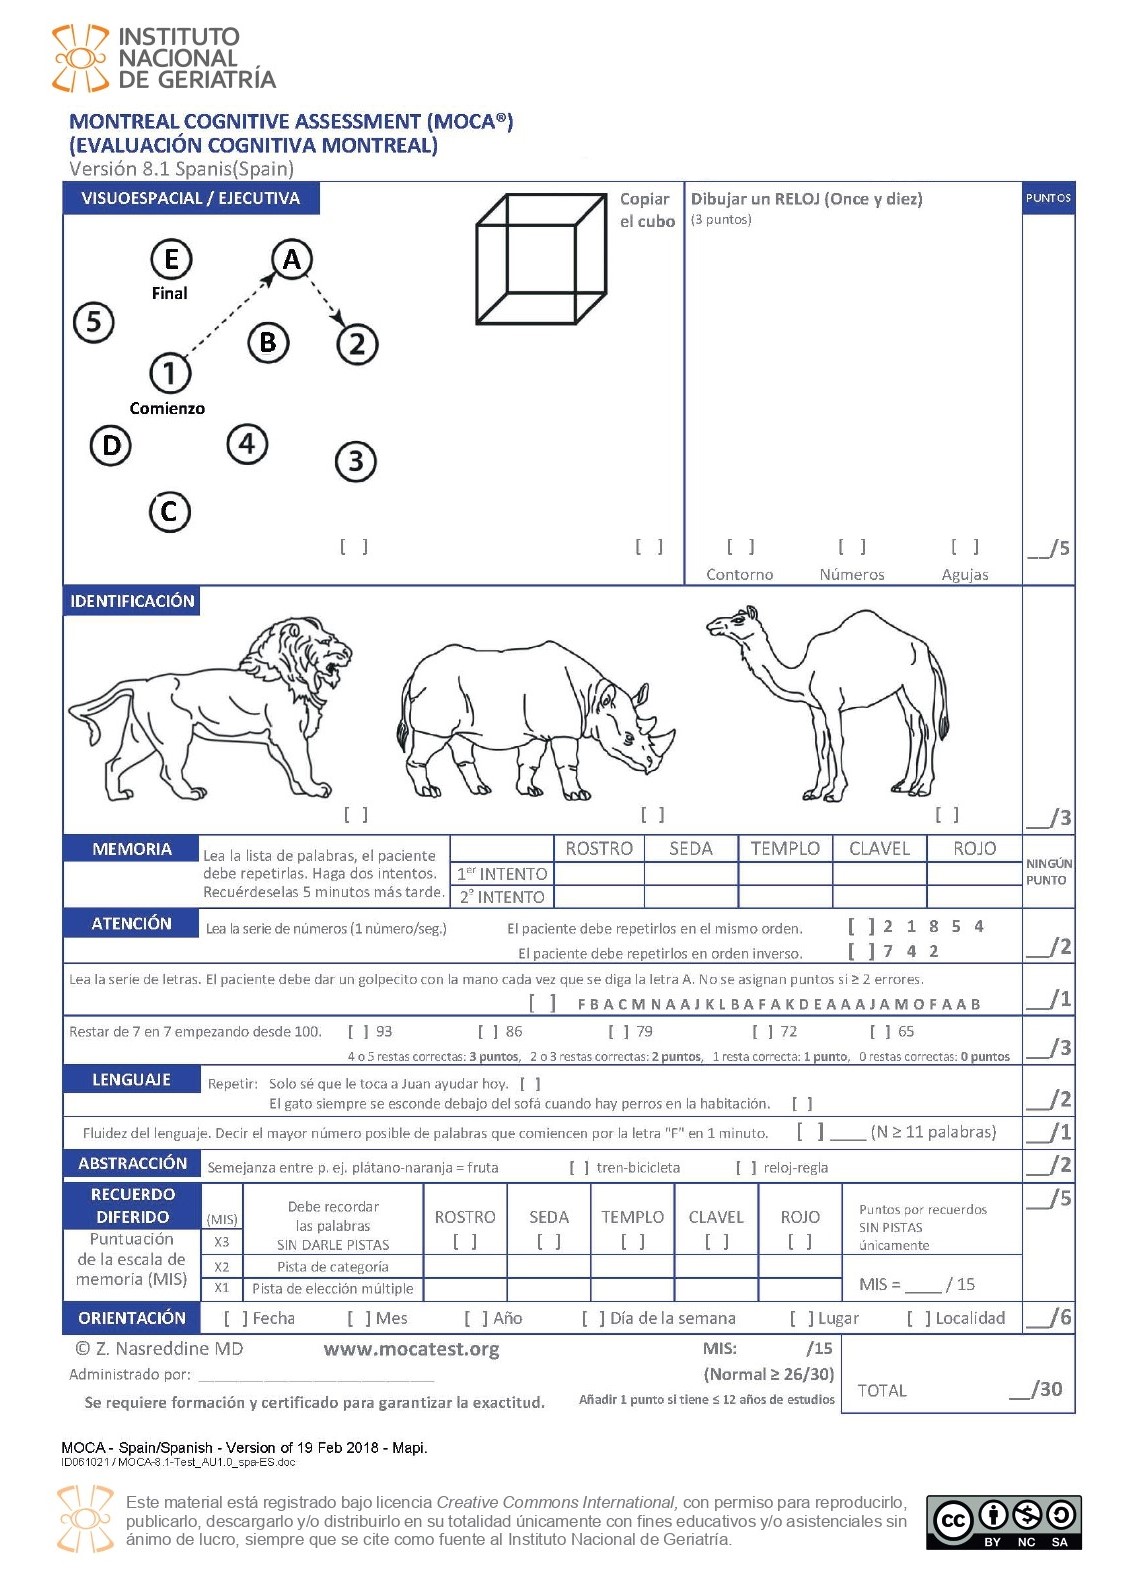 INSTITUTO
NACIONAL
DE GERIATRÍA
MONTREAL COGNITIVE ASSESSMENT (MOCA®)
(EVALUACIÓN COGNITIVA MONTREAL)
Versión 8.1 Spanis(Spain)
VISUOESPACIAL / EJECUTIVA
Copiar
el cubo
Dibujar un RELOJ (Once y diez)
(3 puntos)
PUNTOS
E
A
Final
5
B
2
1
Comienzo
D
4
3
C
[ ] [ ] [ ] [ ] [ ] __/5
Contorno Números Agujas
IDENTIFICACIÓN
[ ] [ ] [ ] __/3
MEMORIA
Lea la lista de palabras, el paciente
debe repetirlas. Haga dos intentos.
Recuérdeselas 5 minutos más tarde.
ROSTRO SEDA TEMPLO CLAVEL ROJO
1er INTENTO
2º INTENTO
NINGÚN
PUNTO
ATENCIÓN
Lea la serie de números (1 número/seg.) El paciente debe repetirlos en el mismo orden. [ ] 2 1 8 5 4
El paciente debe repetirlos en orden inverso. [ ] 7 4 2 __/2
Lea la serie de letras. El paciente debe dar un golpecito con la mano cada vez que se diga la letra A. No se asignan puntos si ≥ 2 errores.
[ ] F B A C M N A A J K L B A F A K D E A A A J A M O F A A B __/1
Restar de 7 en 7 empezando desde 100. [ ] 93 [ ] 86 [ ] 79 [ ] 72 [ ] 65
4 o 5 restas correctas: 3 puntos, 2 o 3 restas correctas: 2 puntos, 1 resta correcta: 1 punto, 0 restas correctas: 0 puntos __/3
LENGUAJE
Repetir: Solo sé que le toca a Juan ayudar hoy. [ ]
El gato siempre se esconde debajo del sofá cuando hay perros en la habitación. [ ] __/2
Fluidez del lenguaje. Decir el mayor número posible de palabras que comiencen por la letra "F" en 1 minuto. [ ] ____ (N ≥ 11 palabras) __/1
ABSTRACCIÓN Semejanza entre p. ej. plátano-naranja = fruta [ ] tren-bicicleta [ ] reloj-regla __/2
RECUERDO
DIFERIDO
Puntuación
de la escala de
memoria (MIS)
(MIS)
X3
X2
X1
Debe recordar
las palabras
SIN DARLE PISTAS
ROSTRO SEDA TEMPLO CLAVEL ROJO
[ ] [ ] [ ] [ ] [ ]
Pista de categoría
Pista de elección múltiple
Puntos por recuerdos
SIN PISTAS
únicamente
MIS = ____ / 15
__/5
ORIENTACIÓN [ ] Fecha [ ] Mes [ ] Año [ ] Día de la semana [ ] Lugar [ ] Localidad __/6
© Z. Nasreddine MD www.mocatest.org MIS: /15
Administrado por: ____ (Normal ≥ 26/30)
Se requiere formación y certificado para garantizar la exactitud. Añadir 1 punto si tiene ≤ 12 años de estudios
TOTAL __/30
MOCA - Spain/Spanish - Version of 19 Feb 2018 - Mapi.
ID061021 / MOCA-8.1-Test_AU1.0_spa-ES.doc
Este material está registrado bajo licencia Creative Commons International, con permiso para reproducirlo,
publicarlo, descargarlo y/o distribuirlo en su totalidad únicamente con fines educativos y/o asistenciales sin
ánimo de lucro, siempre que se cite como fuente al Instituto Nacional de Geriatría.
cc
BY NC SA